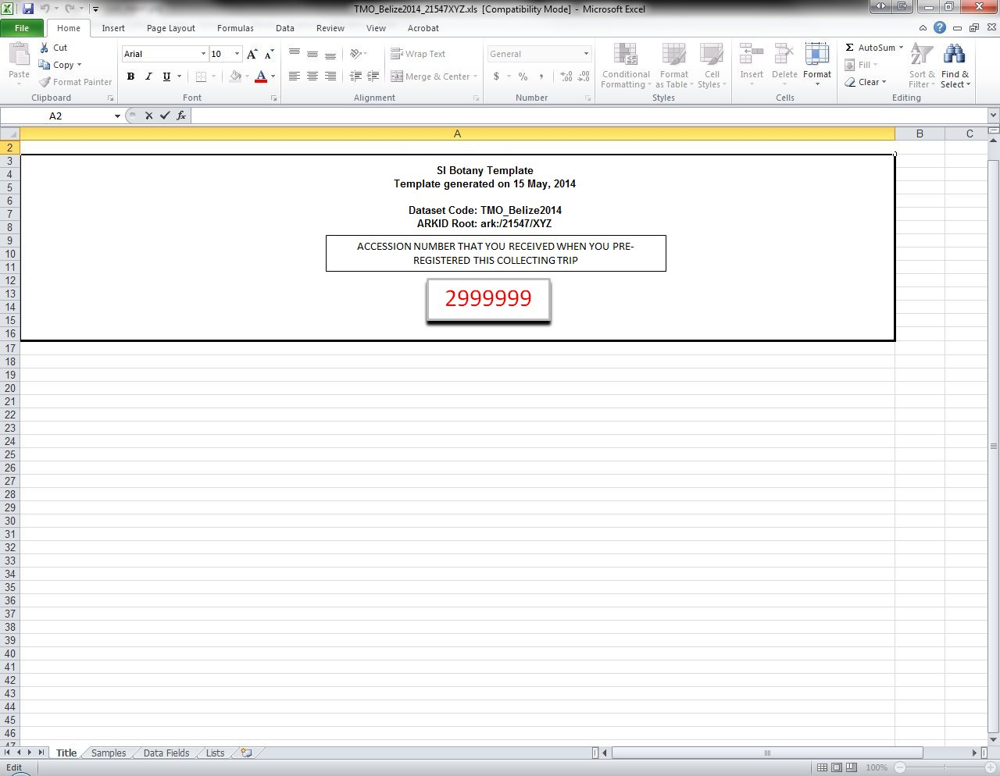 TMO_Belize2014_21547XYZ.xls [Compatibility Mode] - Microsoft Excel
File Home Insert Page Layout Formulas Data Review View Acrobat
Paste
Cut
Copy
Format Painter
Clipboard
Arial 10
B I U
Font
Wrap Text
Merge & Center
Alignment
General
$ % ,
Number
Conditional Formatting
Format as Table
Cell Styles
Styles
Insert Delete Format
Cells
Σ AutoSum
Fill
Clear
Sort & Filter
Find & Select
Editing
A2 fx
A B C
2
3
4
5
6
7
8
9
10
11
12
13
14
15
16
17
18
19
20
21
22
23
24
25
26
27
28
29
30
31
32
33
34
35
36
37
38
39
40
41
42
43
44
45
46
47
SI Botany Template
Template generated on 15 May, 2014
Dataset Code: TMO_Belize2014
ARKID Root: ark:/21547/XYZ
ACCESSION NUMBER THAT YOU RECEIVED WHEN YOU PRE-
REGISTERED THIS COLLECTING TRIP
2999999
Title Samples Data Fields Lists
Edit 100%